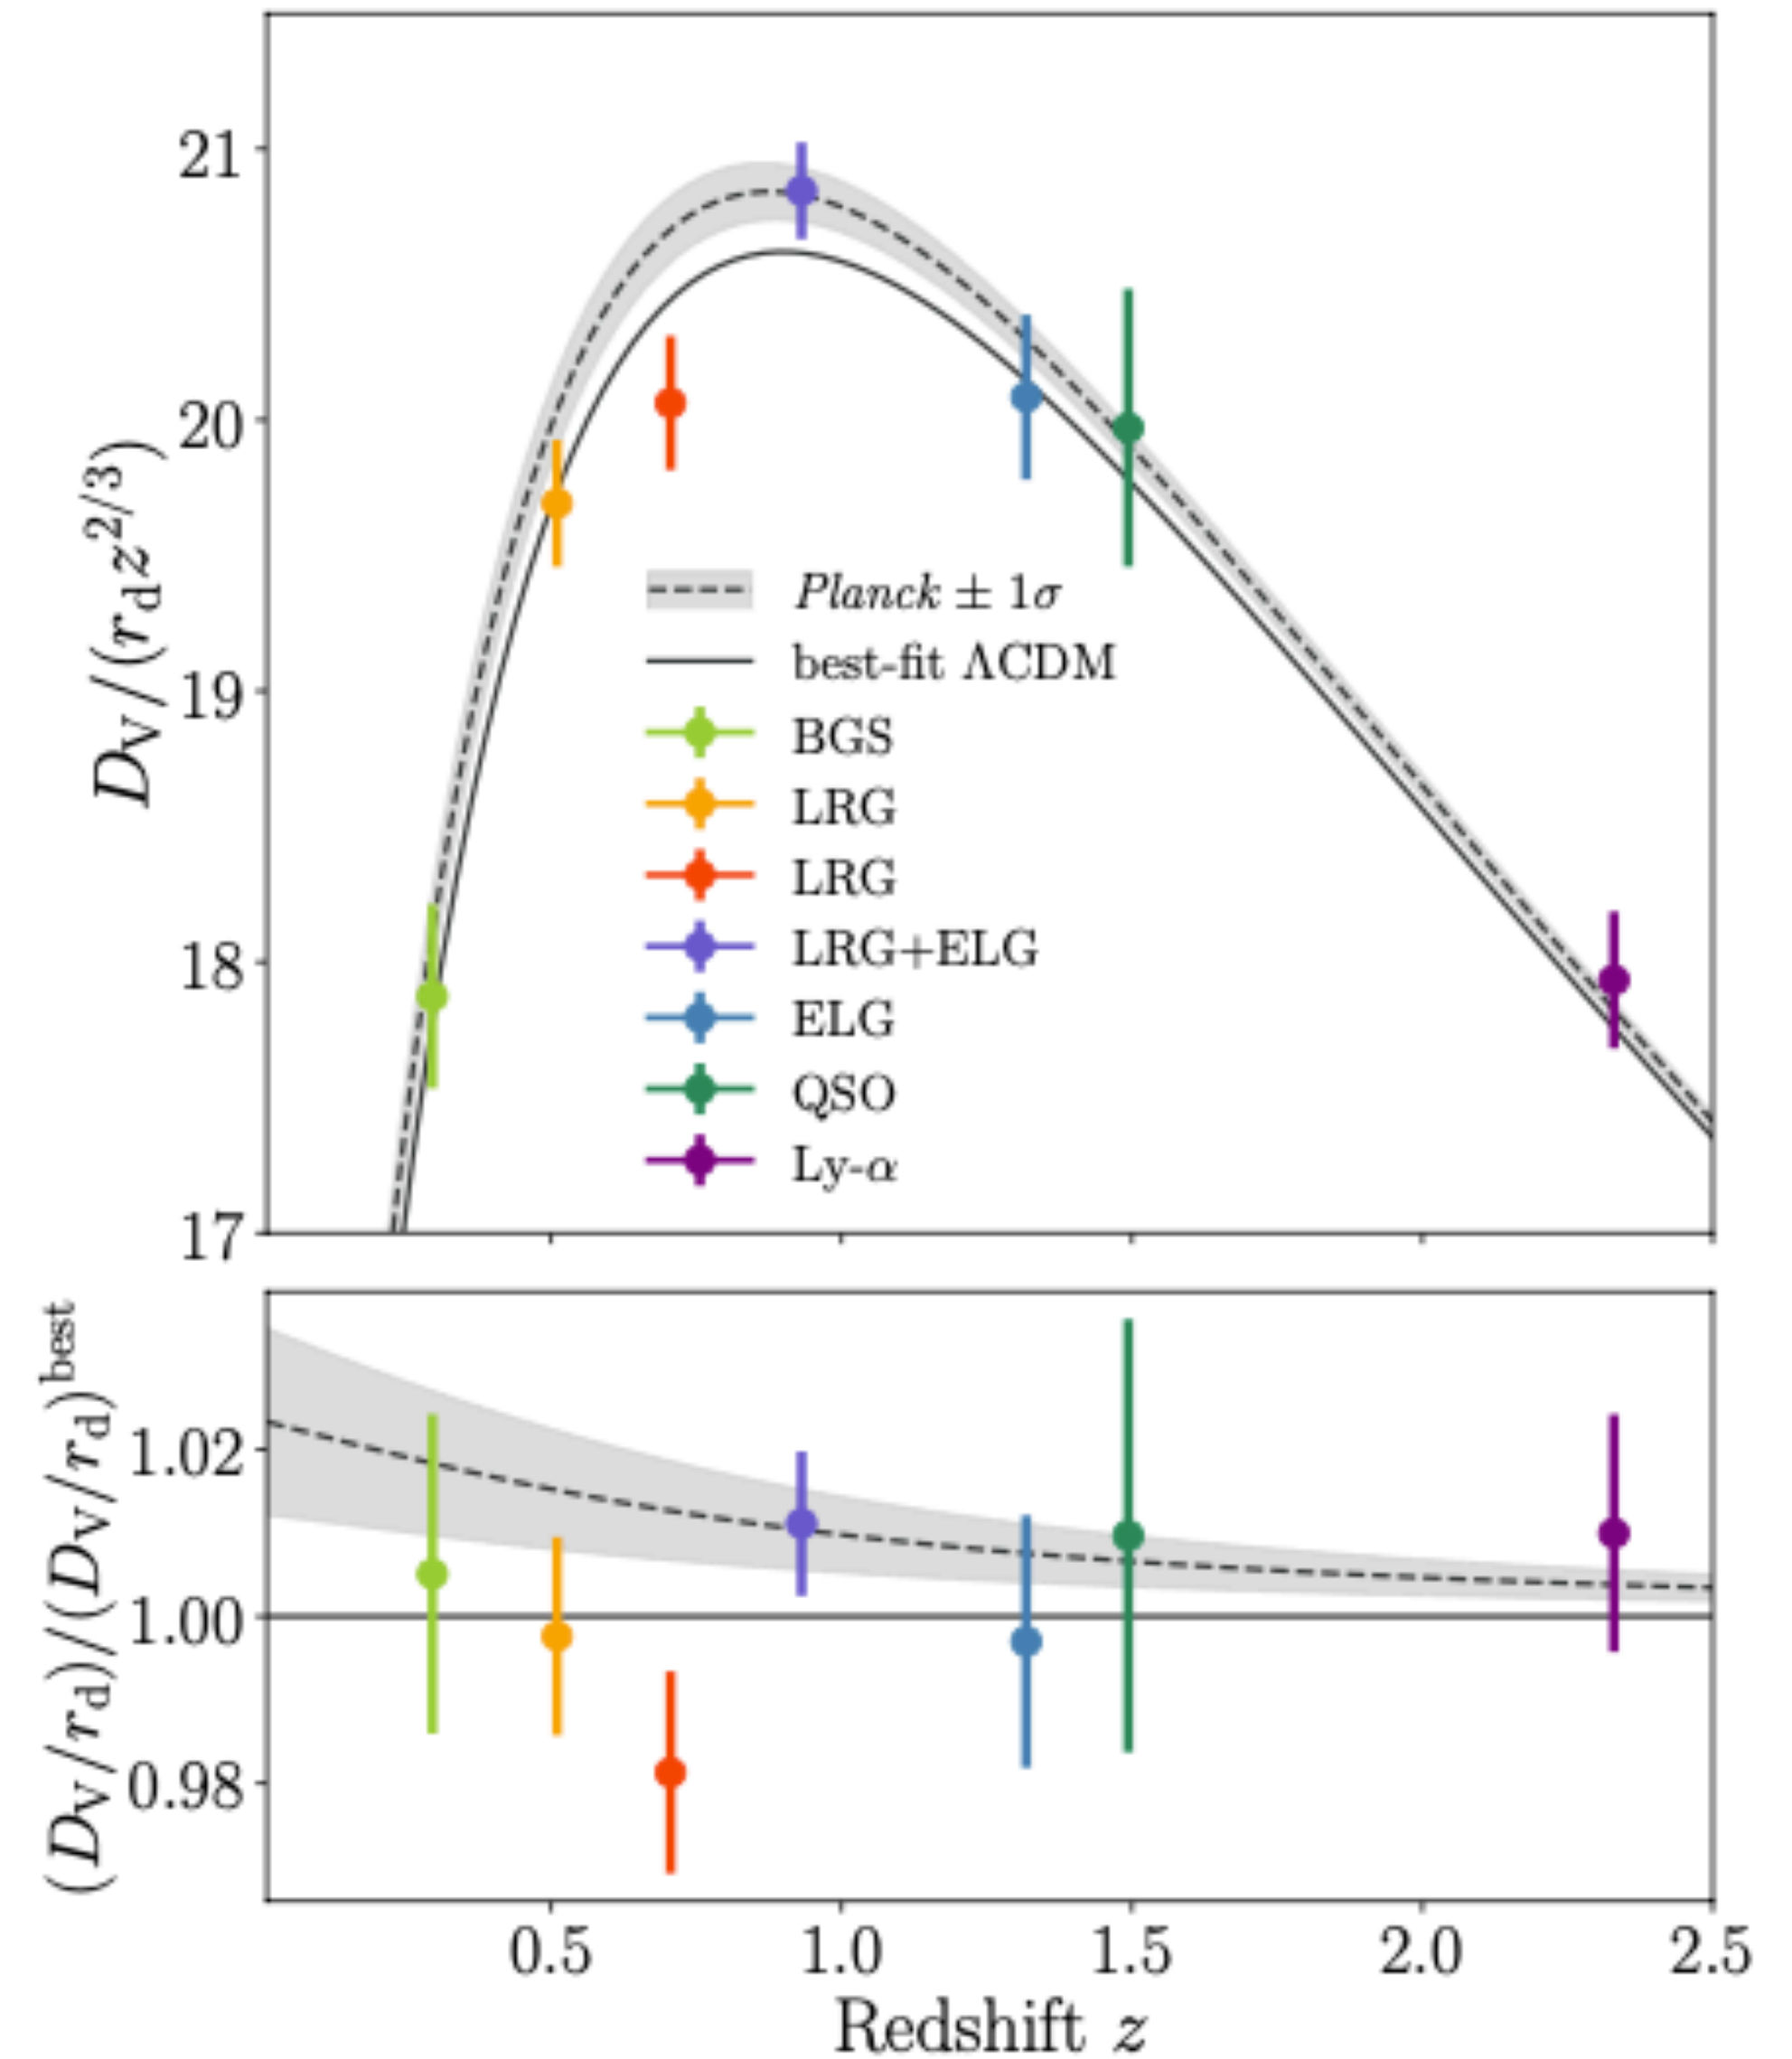 21
20
19
18
17
D_V/(r_d z^{2/3})
Planck ± 1σ
best-fit ΛCDM
BGS
LRG
LRG
LRG+ELG
ELG
QSO
Ly-α
(D_V/r_d)/(D_V/r_d)^{best}
1.02
1.00
0.98
0.5 1.0 1.5 2.0 2.5
Redshift z